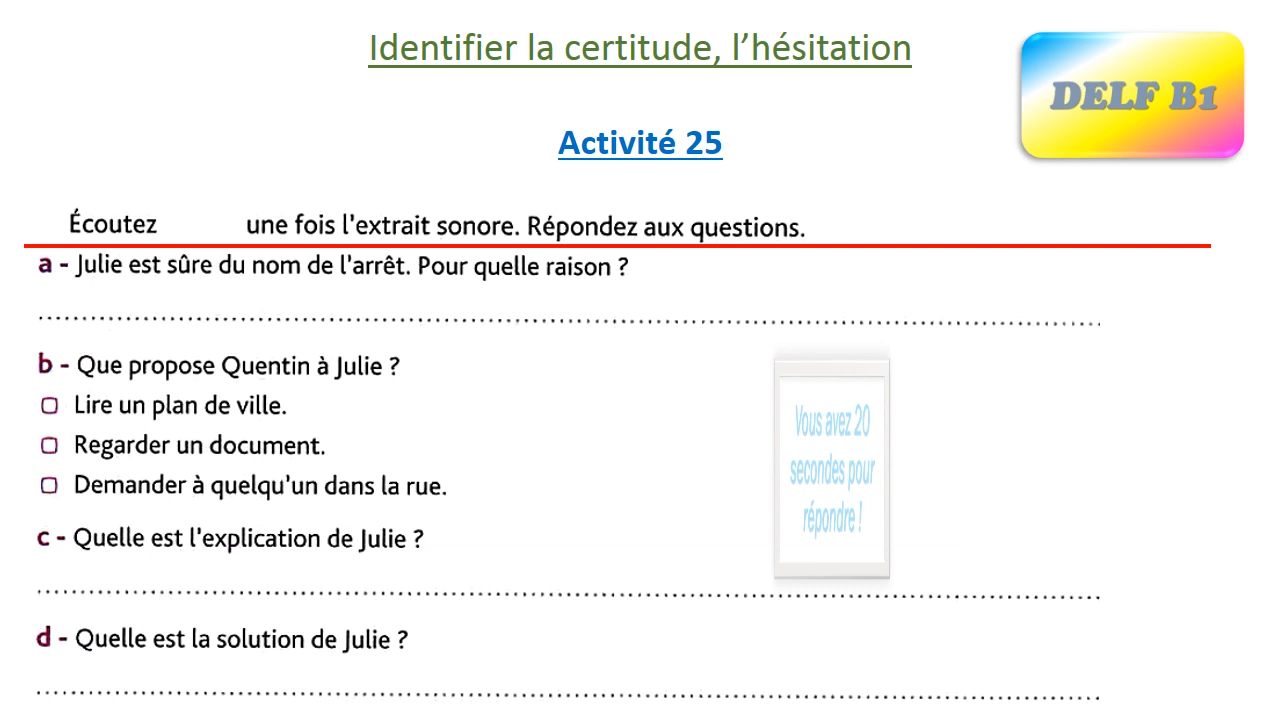 Identifier la certitude, l'hésitation
DELF B1
Activité 25
Écoutez une fois l'extrait sonore. Répondez aux questions.
a - Julie est sûre du nom de l'arrêt. Pour quelle raison ?
b - Que propose Quentin à Julie ?
Lire un plan de ville.
Regarder un document.
Demander à quelqu'un dans la rue.
Vous avez 20
secondes pour
répondre !
c - Quelle est l'explication de Julie ?
d - Quelle est la solution de Julie ?